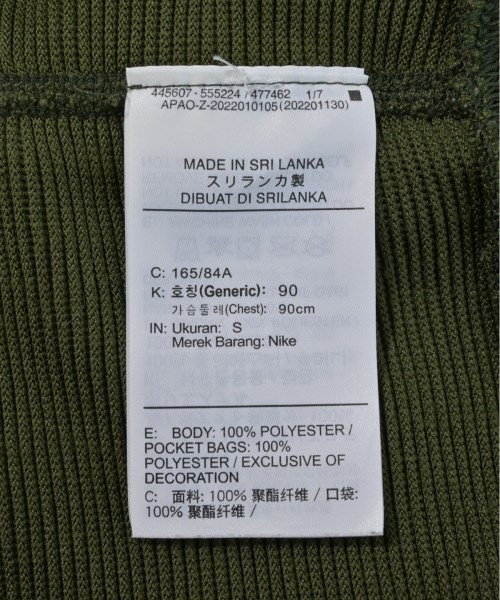 445607 - 555224 / 477462 1/7
APAO-Z-2022010105 (202201130)
MADE IN SRI LANKA
スリランカ製
DIBUAT DI SRILANKA
C: 165/84A
K: 호칭(Generic): 90
가슴둘레(Chest): 90cm
IN: Ukuran: S
Merek Barang: Nike
E: BODY: 100% POLYESTER /
POCKET BAGS: 100%
POLYESTER / EXCLUSIVE OF
DECORATION
C: 面料: 100% 聚酯纤维 / 口袋:
100% 聚酯纤维 /